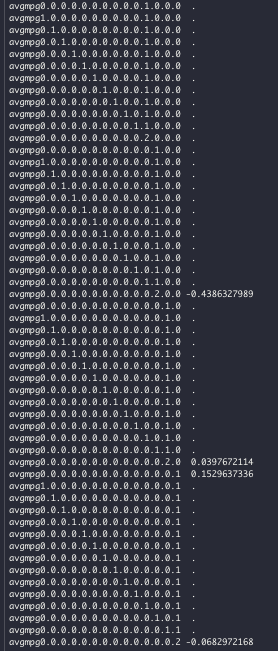 avgmpg0.0.0.0.0.0.0.0.0.0.1.0.0.0 .
avgmpg1.0.0.0.0.0.0.0.0.0.1.0.0.0 .
avgmpg0.1.0.0.0.0.0.0.0.0.1.0.0.0 .
avgmpg0.0.1.0.0.0.0.0.0.0.1.0.0.0 .
avgmpg0.0.0.1.0.0.0.0.0.0.1.0.0.0 .
avgmpg0.0.0.0.1.0.0.0.0.0.1.0.0.0 .
avgmpg0.0.0.0.0.1.0.0.0.0.1.0.0.0 .
avgmpg0.0.0.0.0.0.1.0.0.0.1.0.0.0 .
avgmpg0.0.0.0.0.0.0.1.0.0.1.0.0.0 .
avgmpg0.0.0.0.0.0.0.0.1.0.1.0.0.0 .
avgmpg0.0.0.0.0.0.0.0.0.1.1.0.0.0 .
avgmpg0.0.0.0.0.0.0.0.0.0.2.0.0.0 .
avgmpg0.0.0.0.0.0.0.0.0.0.0.1.0.0 .
avgmpg1.0.0.0.0.0.0.0.0.0.0.1.0.0 .
avgmpg0.1.0.0.0.0.0.0.0.0.0.1.0.0 .
avgmpg0.0.1.0.0.0.0.0.0.0.0.1.0.0 .
avgmpg0.0.0.1.0.0.0.0.0.0.0.1.0.0 .
avgmpg0.0.0.0.1.0.0.0.0.0.0.1.0.0 .
avgmpg0.0.0.0.0.1.0.0.0.0.0.1.0.0 .
avgmpg0.0.0.0.0.0.1.0.0.0.0.1.0.0 .
avgmpg0.0.0.0.0.0.0.1.0.0.0.1.0.0 .
avgmpg0.0.0.0.0.0.0.0.1.0.0.1.0.0 .
avgmpg0.0.0.0.0.0.0.0.0.1.0.1.0.0 .
avgmpg0.0.0.0.0.0.0.0.0.0.1.1.0.0 .
avgmpg0.0.0.0.0.0.0.0.0.0.0.2.0.0 -0.4386327989
avgmpg0.0.0.0.0.0.0.0.0.0.0.0.1.0 .
avgmpg1.0.0.0.0.0.0.0.0.0.0.0.1.0 .
avgmpg0.1.0.0.0.0.0.0.0.0.0.0.1.0 .
avgmpg0.0.1.0.0.0.0.0.0.0.0.0.1.0 .
avgmpg0.0.0.1.0.0.0.0.0.0.0.0.1.0 .
avgmpg0.0.0.0.1.0.0.0.0.0.0.0.1.0 .
avgmpg0.0.0.0.0.1.0.0.0.0.0.0.1.0 .
avgmpg0.0.0.0.0.0.1.0.0.0.0.0.1.0 .
avgmpg0.0.0.0.0.0.0.1.0.0.0.0.1.0 .
avgmpg0.0.0.0.0.0.0.0.1.0.0.0.1.0 .
avgmpg0.0.0.0.0.0.0.0.0.1.0.0.1.0 .
avgmpg0.0.0.0.0.0.0.0.0.0.1.0.1.0 .
avgmpg0.0.0.0.0.0.0.0.0.0.0.1.1.0 .
avgmpg0.0.0.0.0.0.0.0.0.0.0.0.2.0 0.0397672114
avgmpg0.0.0.0.0.0.0.0.0.0.0.0.0.1 0.1529637336
avgmpg1.0.0.0.0.0.0.0.0.0.0.0.0.1 .
avgmpg0.1.0.0.0.0.0.0.0.0.0.0.0.1 .
avgmpg0.0.1.0.0.0.0.0.0.0.0.0.0.1 .
avgmpg0.0.0.1.0.0.0.0.0.0.0.0.0.1 .
avgmpg0.0.0.0.1.0.0.0.0.0.0.0.0.1 .
avgmpg0.0.0.0.0.1.0.0.0.0.0.0.0.1 .
avgmpg0.0.0.0.0.0.1.0.0.0.0.0.0.1 .
avgmpg0.0.0.0.0.0.0.1.0.0.0.0.0.1 .
avgmpg0.0.0.0.0.0.0.0.1.0.0.0.0.1 .
avgmpg0.0.0.0.0.0.0.0.0.1.0.0.0.1 .
avgmpg0.0.0.0.0.0.0.0.0.0.1.0.0.1 .
avgmpg0.0.0.0.0.0.0.0.0.0.0.1.0.1 .
avgmpg0.0.0.0.0.0.0.0.0.0.0.0.1.1 .
avgmpg0.0.0.0.0.0.0.0.0.0.0.0.0.2 -0.0682972168